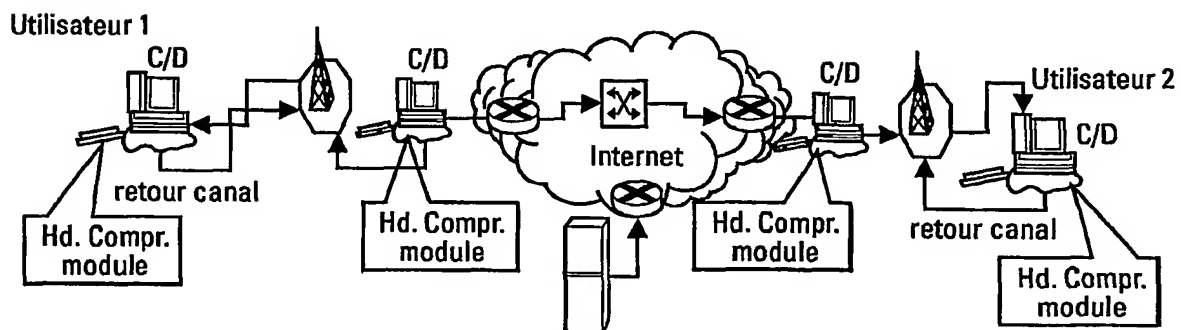 Utilisateur 1
C/D
C/D
C/D
Utilisateur 2
C/D
Internet
retour canal
retour canal
Hd. Compr.
module
Hd. Compr.
module
Hd. Compr.
module
Hd. Compr.
module